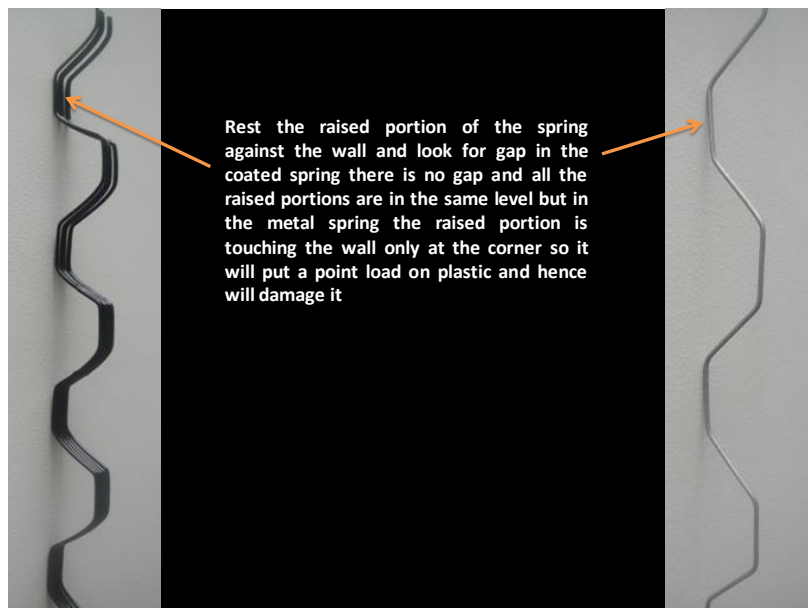 Rest the raised portion of the spring
against the wall and look for gap in the
coated spring there is no gap and all the
raised portions are in the same level but in
the metal spring the raised portion is
touching the wall only at the corner so it
will put a point load on plastic and hence
will damage it